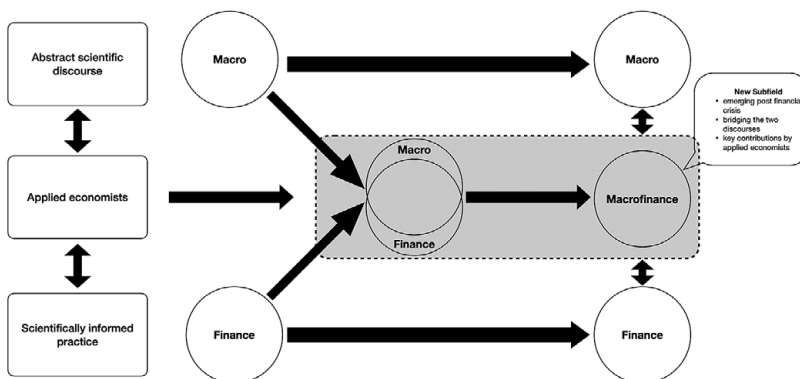 Abstract scientific
discourse
Macro
Macro
New Subfield
• emerging post financial
crisis
• bridging the two
discourses
• key contributions by
applied economists
Applied economists
Macro
Finance
Macrofinance
Scientifically informed
practice
Finance
Finance